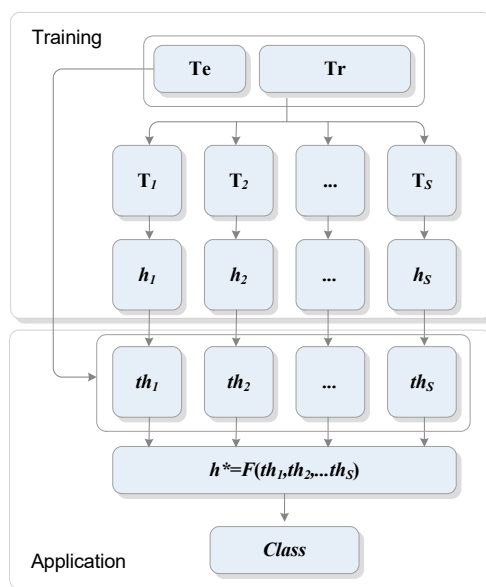 Training
Te Tr
T1 T2 ... TS
h1 h2 ... hS
th1 th2 ... thS
h*=F(th1,th2,...thS)
Class
Application